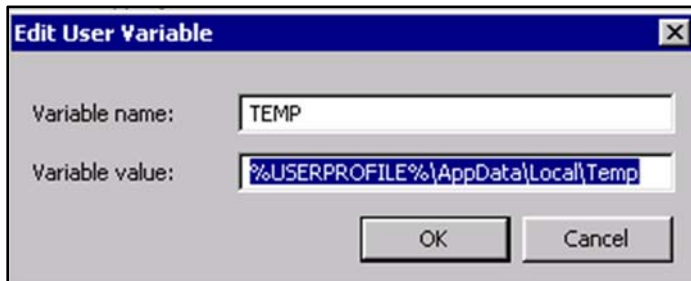 Edit User Variable
Variable name: TEMP
Variable value: %USERPROFILE%\AppData\Local\Temp
OK Cancel